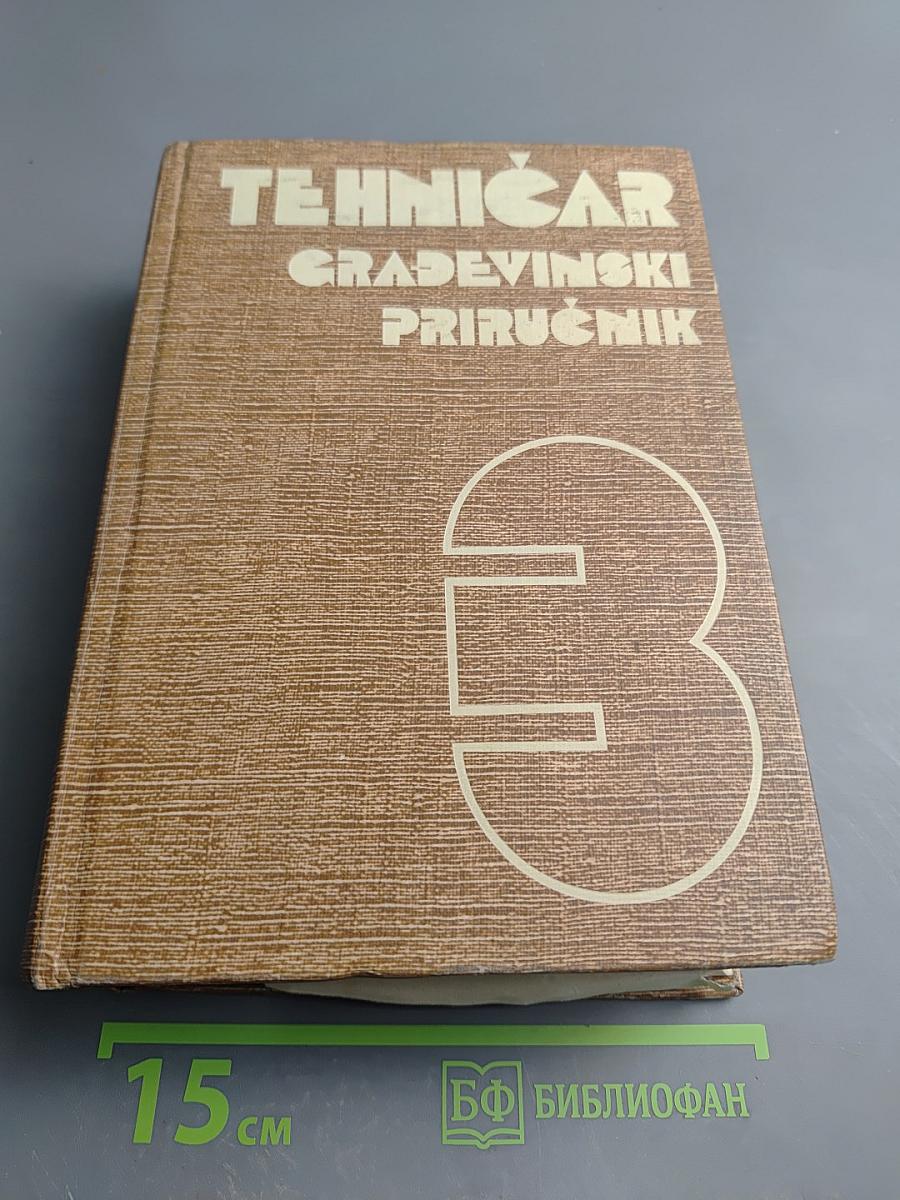 TEHNIČAR
GRAĐEVINSKI
PRIRUČNIK
3
15 см
БФ БИБЛИОФАН